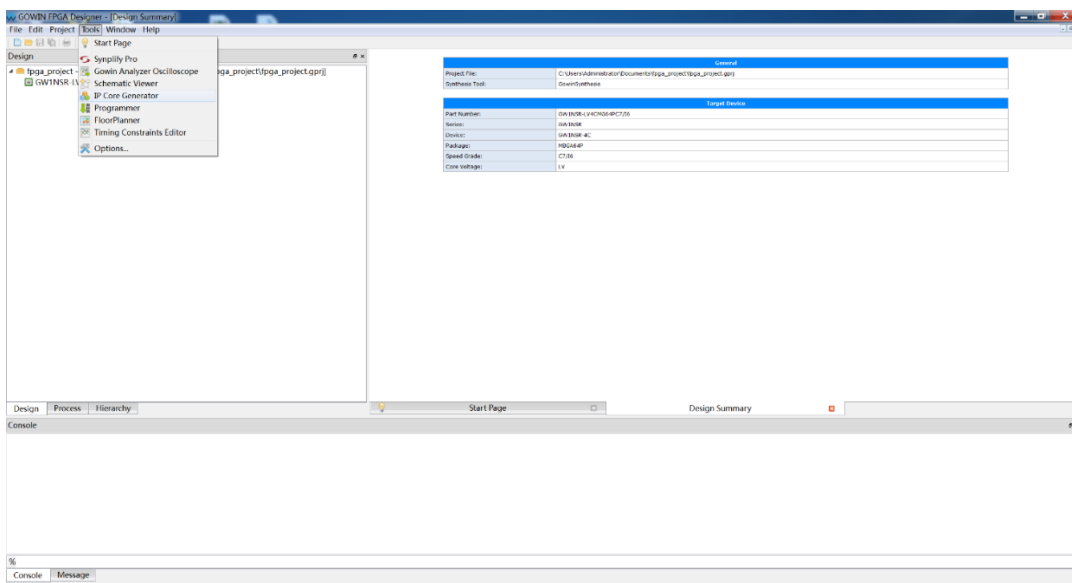 GOWIN FPGA Designer - [Design Summary]
File Edit Project Tools Window Help
Start Page
Synplify Pro
Gowin Analyzer Oscilloscope
Schematic Viewer
IP Core Generator
Programmer
FloorPlanner
Timing Constraints Editor
Options...
Design
fpga_project - pga_project\fpga_project.gprj]
GW1NSR-LV
General
Project File: C:\Users\Administrator\Documents\fpga_project\fpga_project.gprj
Synthesis Tool: GowinSynthesis
Target Device
Part Number: GW1NSR-LV4CMG64PC7/I6
Series: GW1NSR
Device: GW1NSR-4C
Package: MBGA64P
Speed Grade: C7/I6
Core Voltage: LV
Design Process Hierarchy
Start Page Design Summary
Console
%
Console Message